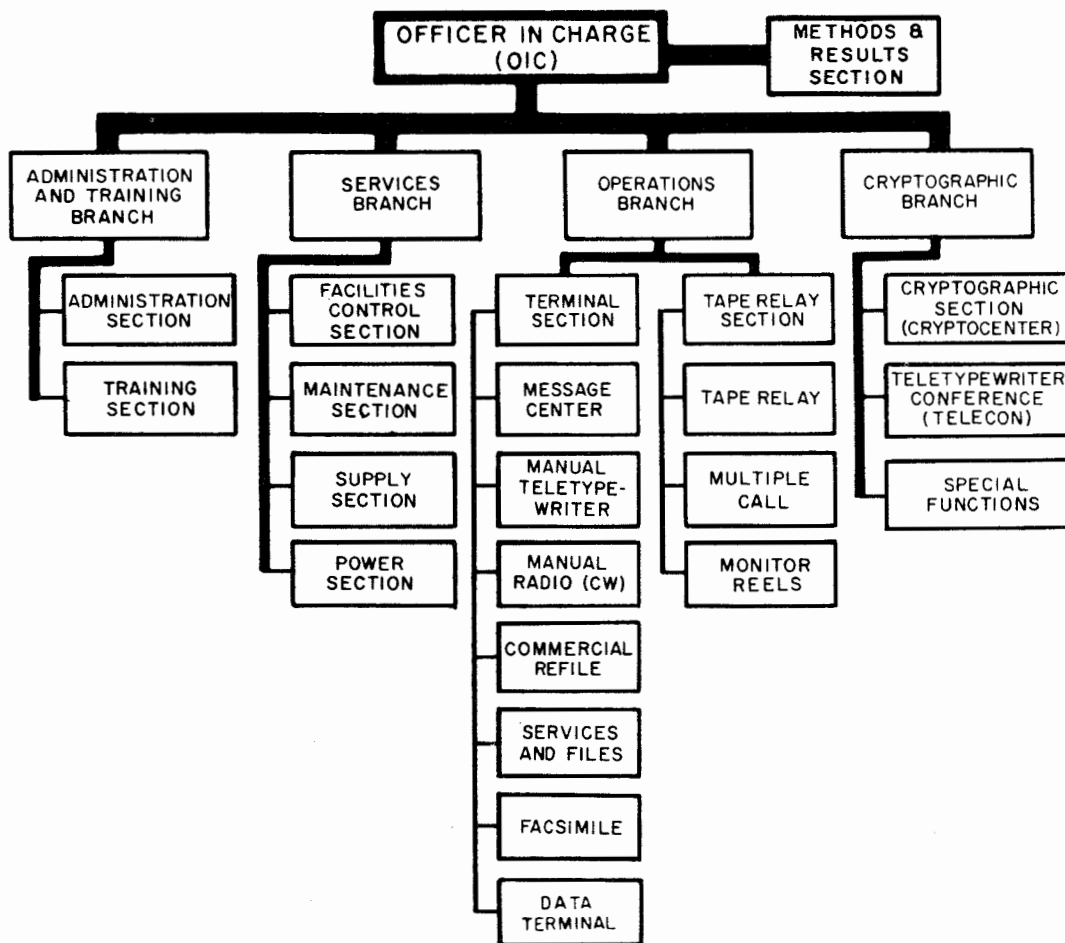 OFFICER IN CHARGE
(OIC)
METHODS &
RESULTS
SECTION
ADMINISTRATION
AND TRAINING
BRANCH
SERVICES
BRANCH
OPERATIONS
BRANCH
CRYPTOGRAPHIC
BRANCH
ADMINISTRATION
SECTION
TRAINING
SECTION
FACILITIES
CONTROL
SECTION
MAINTENANCE
SECTION
SUPPLY
SECTION
POWER
SECTION
TERMINAL
SECTION
MESSAGE
CENTER
MANUAL
TELETYPE-
WRITER
MANUAL
RADIO (CW)
COMMERCIAL
REFILE
SERVICES
AND FILES
FACSIMILE
DATA
TERMINAL
TAPE RELAY
SECTION
TAPE RELAY
MULTIPLE
CALL
MONITOR
REELS
CRYPTOGRAPHIC
SECTION
(CRYPTOCENTER)
TELETYPEWRITER
CONFERENCE
(TELECON)
SPECIAL
FUNCTIONS